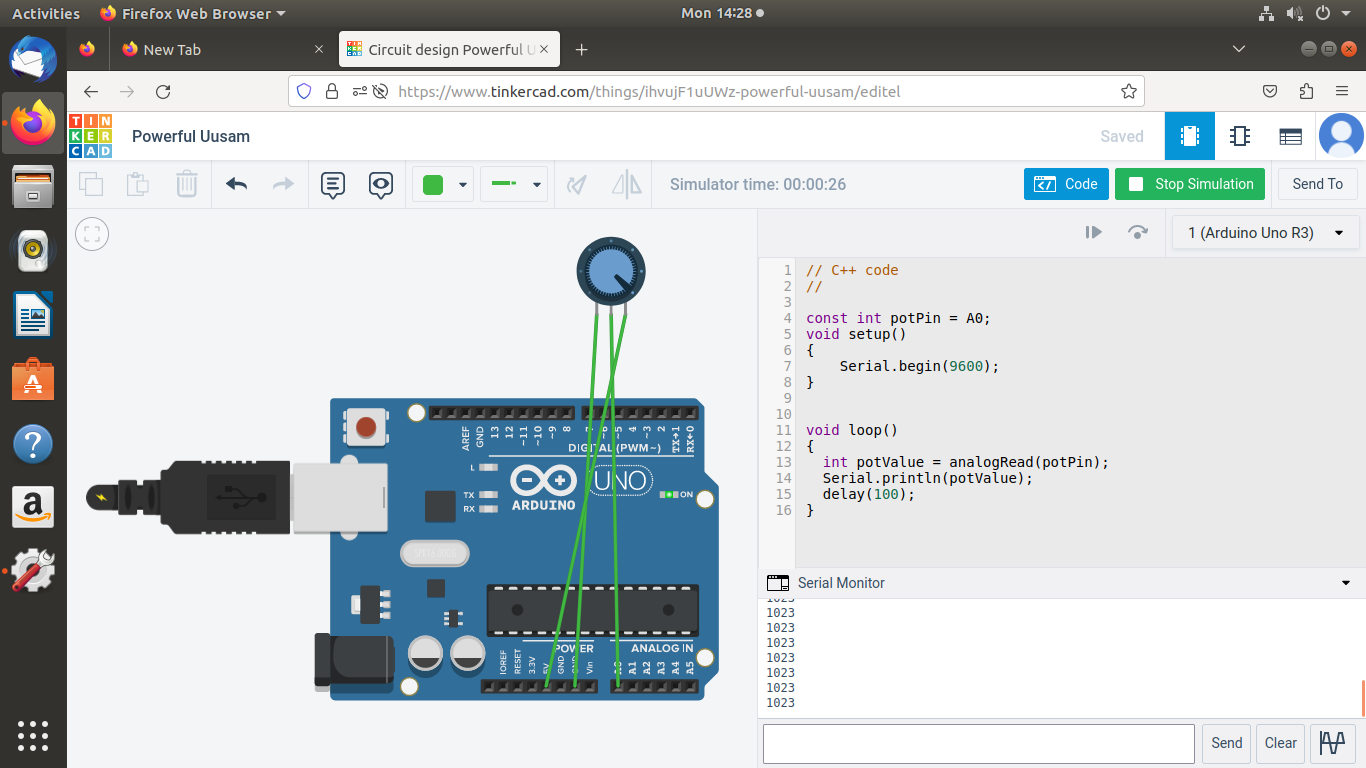 Activities
Firefox Web Browser
Mon 14:28
New Tab
Circuit design Powerful U
https://www.tinkercad.com/things/ihvujF1uUWz-powerful-uusam/editel
TIN
KER
CAD
Powerful Uusam
Saved
Simulator time: 00:00:26
Code
Stop Simulation
Send To
1 (Arduino Uno R3)
1 // C++ code
2 //
3
4 const int potPin = A0;
5 void setup()
6 {
7 Serial.begin(9600);
8 }
9
10
11 void loop()
12 {
13 int potValue = analogRead(potPin);
14 Serial.println(potValue);
15 delay(100);
16 }
AREF
GND
13
12
~11
~10
~9
8
7
~5
4
~3
2
TX→1
RX←0
DIGITAL (PWM~)
L
TX
RX
ARDUINO
UNO
ON
POWER
ANALOG IN
IOREF
RESET
3.3V
5V
GND
GND
Vin
A0
A1
A2
A3
A4
A5
Serial Monitor
1023
1023
1023
1023
1023
1023
1023
1023
Send
Clear